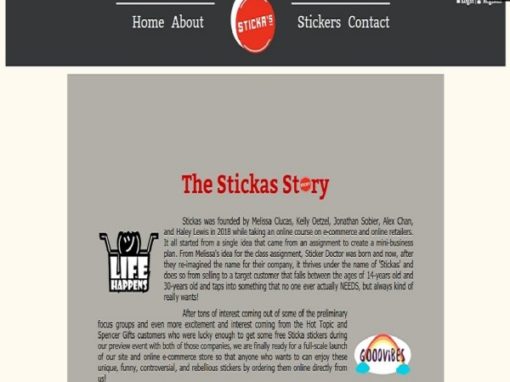 Login Register
Home About STICKA'S Stickers Contact
The Stickas Story
Stickas was founded by Melissa Clucas, Kelly Oetzel, Jonathan Sobier, Alex Chan,
and Haley Lewis in 2018 while taking an online course on e-commerce and online retailers.
It all started from a single idea that came from an assignment to create a mini-business
plan. From Melissa's idea for the class assignment, Sticker Doctor was born and now, after
they re-imagined the name for their company, it thrives under the name of 'Stickas' and
does so from selling to a target customer that falls between the ages of 14-years old and
30-years old and taps into something that no one ever actually NEEDS, but always kind of
really wants!
LIFE
HAPPENS
After tons of interest coming out of some of the preliminary
focus groups and even more excitement and interest coming from the Hot Topic and
Spencer Gifts customers who were lucky enough to get some free Sticka stickers during
our preview event with both of those companies, we are finally ready for a full-scale launch
of our site and online e-commerce store so that anyone who wants to can enjoy these
unique, funny, controversial, and rebellious stickers by ordering them online directly from
us!
GOODVIBES